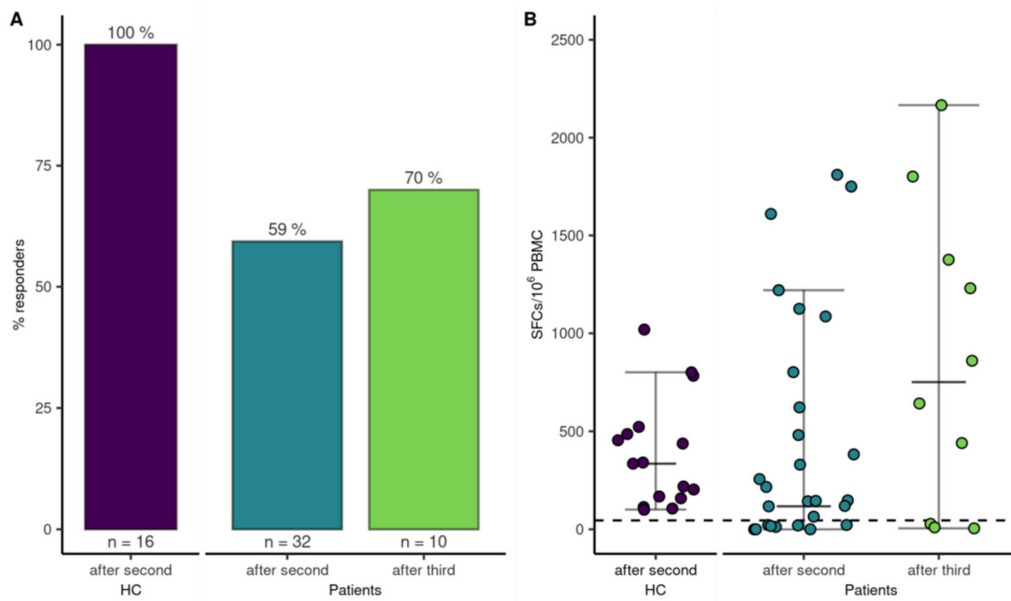 A
% responders
100
75
50
25
0
100 %
59 %
70 %
n = 16
n = 32
n = 10
after second
after second
after third
HC
Patients
B
SFCs/10⁶ PBMC
2500
2000
1500
1000
500
0
after second
after second
after third
HC
Patients